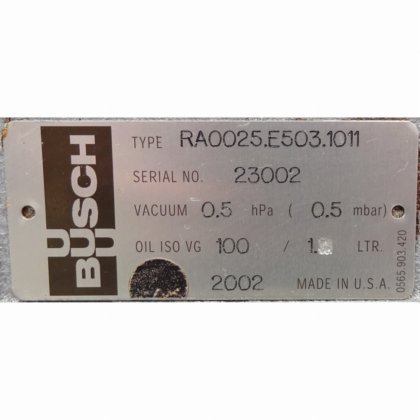 BUSCH
TYPE RA0025.E503.1011
SERIAL NO. 23002
VACUUM 0.5 hPa ( 0.5 mbar)
OIL ISO VG 100 / LTR.
2002 MADE IN U.S.A.
0565.903.420